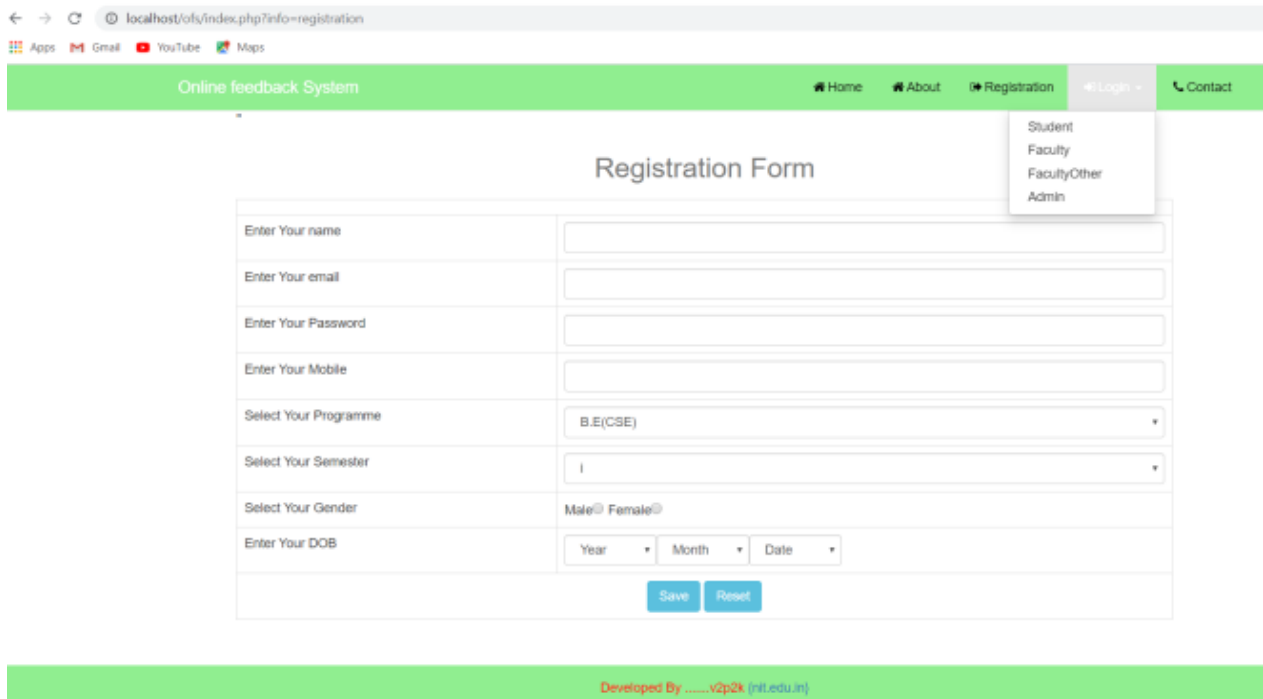 localhost/ofs/index.php?info=registration
Apps Gmail YouTube Maps
Online feedback System Home About Registration Login Contact
"
Student
Faculty
FacultyOther
Admin
Registration Form
Enter Your name
Enter Your email
Enter Your Password
Enter Your Mobile
Select Your Programme B.E(CSE)
Select Your Semester i
Select Your Gender Male Female
Enter Your DOB Year Month Date
Save Reset
Developed By .......v2p2k (nit.edu.in)